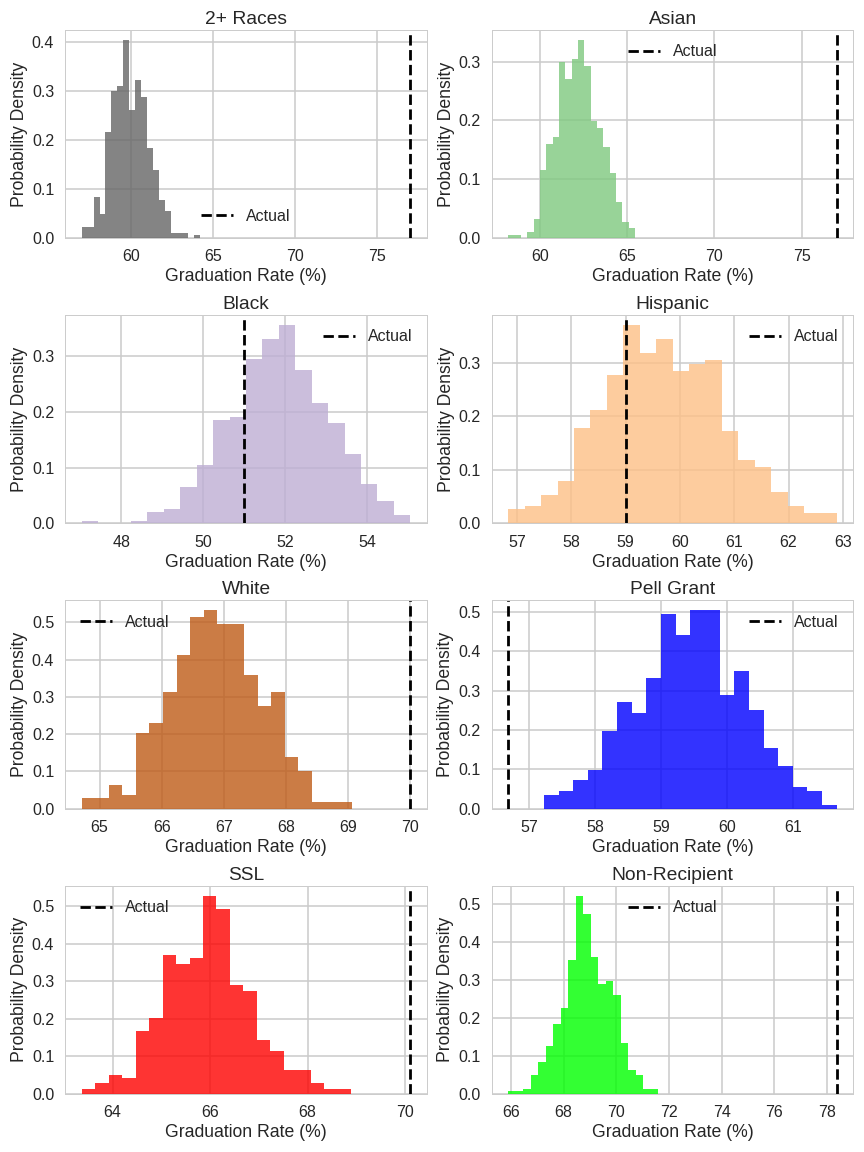 2+ Races
Probability Density
0.4
0.3
0.2
0.1
0.0
Actual
60 65 70 75
Graduation Rate (%)
Asian
Probability Density
0.3
0.2
0.1
0.0
Actual
60 65 70 75
Graduation Rate (%)
Black
Probability Density
0.3
0.2
0.1
0.0
Actual
48 50 52 54
Graduation Rate (%)
Hispanic
Probability Density
0.3
0.2
0.1
0.0
Actual
57 58 59 60 61 62 63
Graduation Rate (%)
White
Probability Density
0.5
0.4
0.3
0.2
0.1
0.0
Actual
65 66 67 68 69 70
Graduation Rate (%)
Pell Grant
Probability Density
0.5
0.4
0.3
0.2
0.1
0.0
Actual
57 58 59 60 61
Graduation Rate (%)
SSL
Probability Density
0.5
0.4
0.3
0.2
0.1
0.0
Actual
64 66 68 70
Graduation Rate (%)
Non-Recipient
Probability Density
0.5
0.4
0.3
0.2
0.1
0.0
Actual
66 68 70 72 74 76 78
Graduation Rate (%)